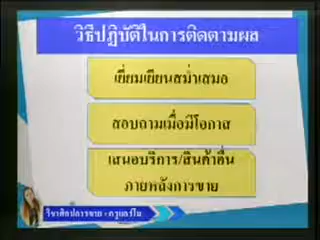 วิธีปฏิบัติในการติดตามผล
เยี่ยมเยียนสม่ำเสมอ
สอบถามเมื่อมีโอกาส
เสนอบริการ/สินค้าอื่น
ภายหลังการขาย
วิชาศิลปการขาย - ครูเนาว์โน